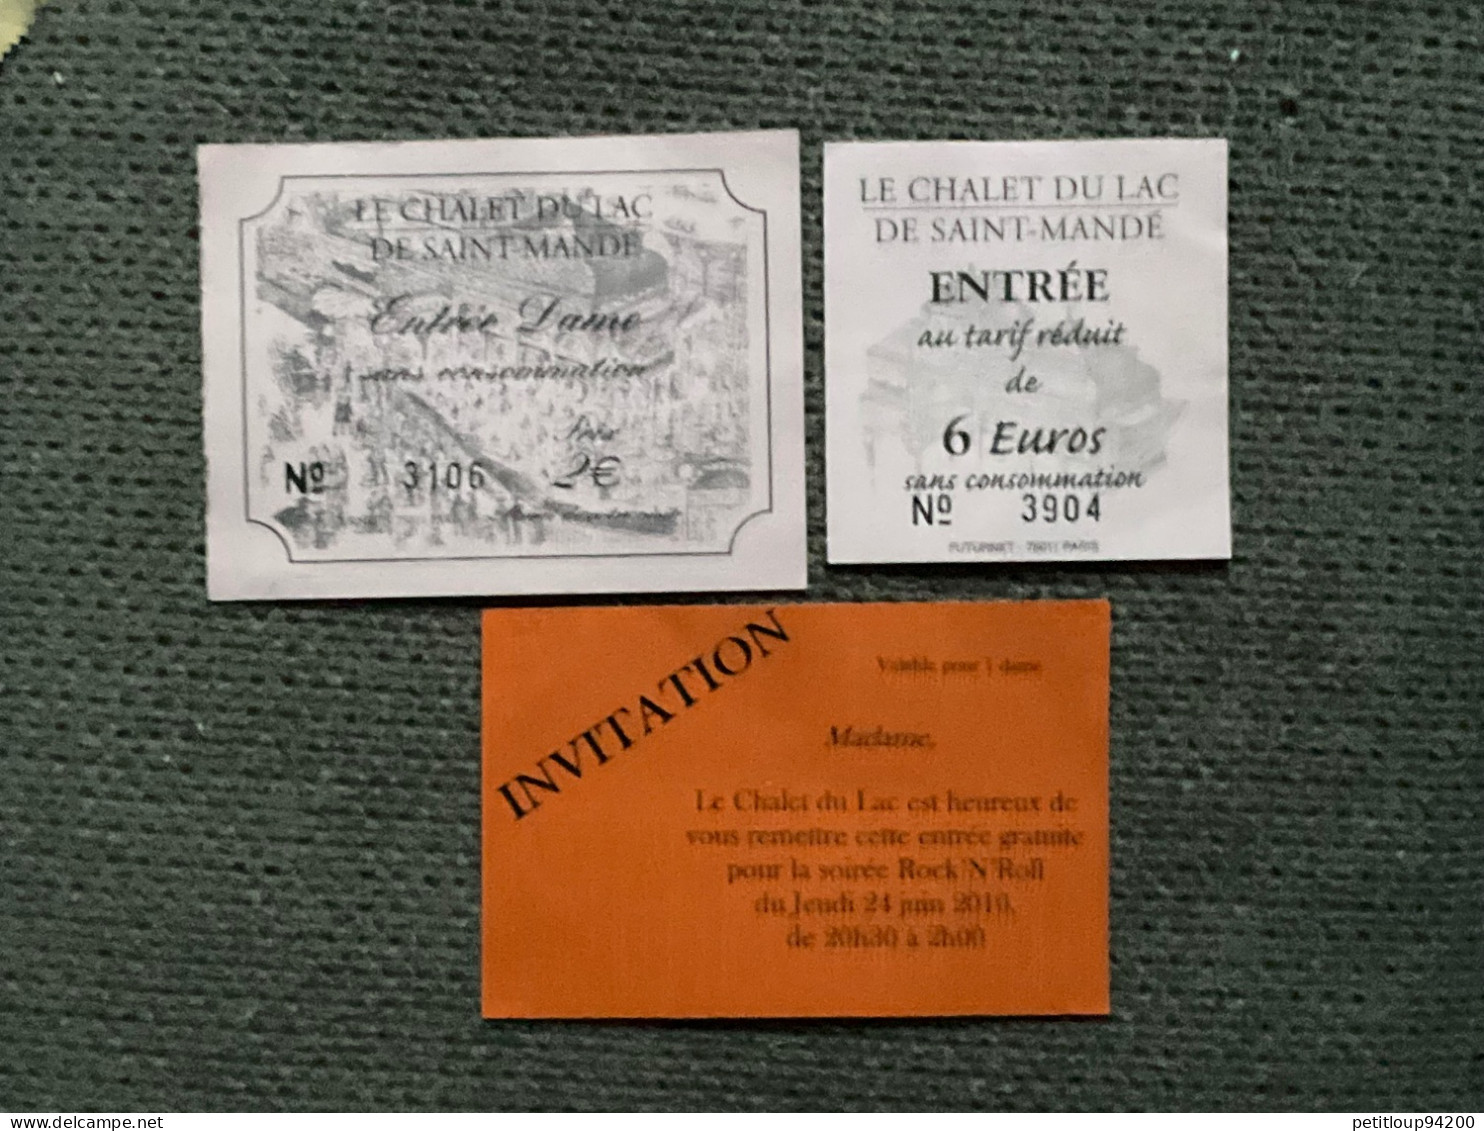 LE CHALET DU LAC
DE SAINT-MANDÉ
Entrée Dame
sans consommation
Prix
Nº 3106 2€
LE CHALET DU LAC
DE SAINT-MANDÉ
ENTRÉE
au tarif réduit
de
6 Euros
sans consommation
Nº 3904
FUTURNET - 75011 PARIS
INVITATION
Valable pour 1 dame
Madame,
Le Chalet du Lac est heureux de
vous remettre cette entrée gratuite
pour la soirée Rock'N'Roll
du Jeudi 24 juin 2010,
de 20h30 à 2h00
petitloup94200